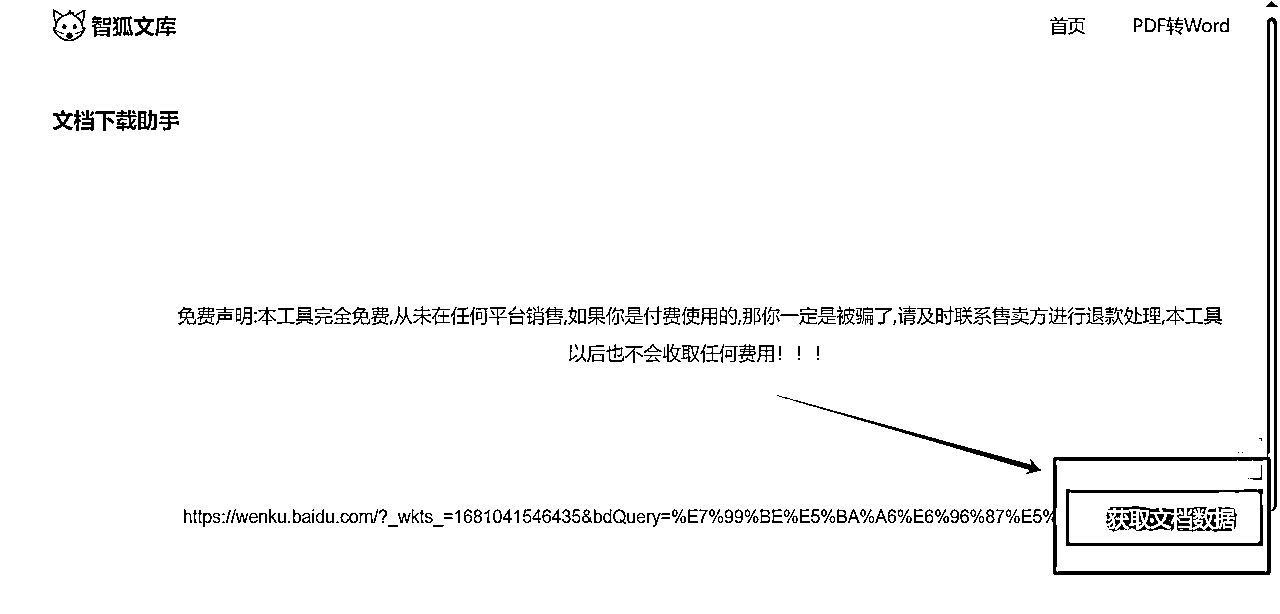 智狐文库
首页
PDF转Word
文档下载助手
免费声明:本工具完全免费,从未在任何平台销售,如果你是付费使用的,那你一定是被骗了,请及时联系售卖方进行退款处理,本工具
以后也不会收取任何费用！！！
https://wenku.baidu.com/?_wkts_=1681041546435&bdQuery=%E7%99%BE%E5%BA%A6%E6%96%87%E5%
获取文档数据